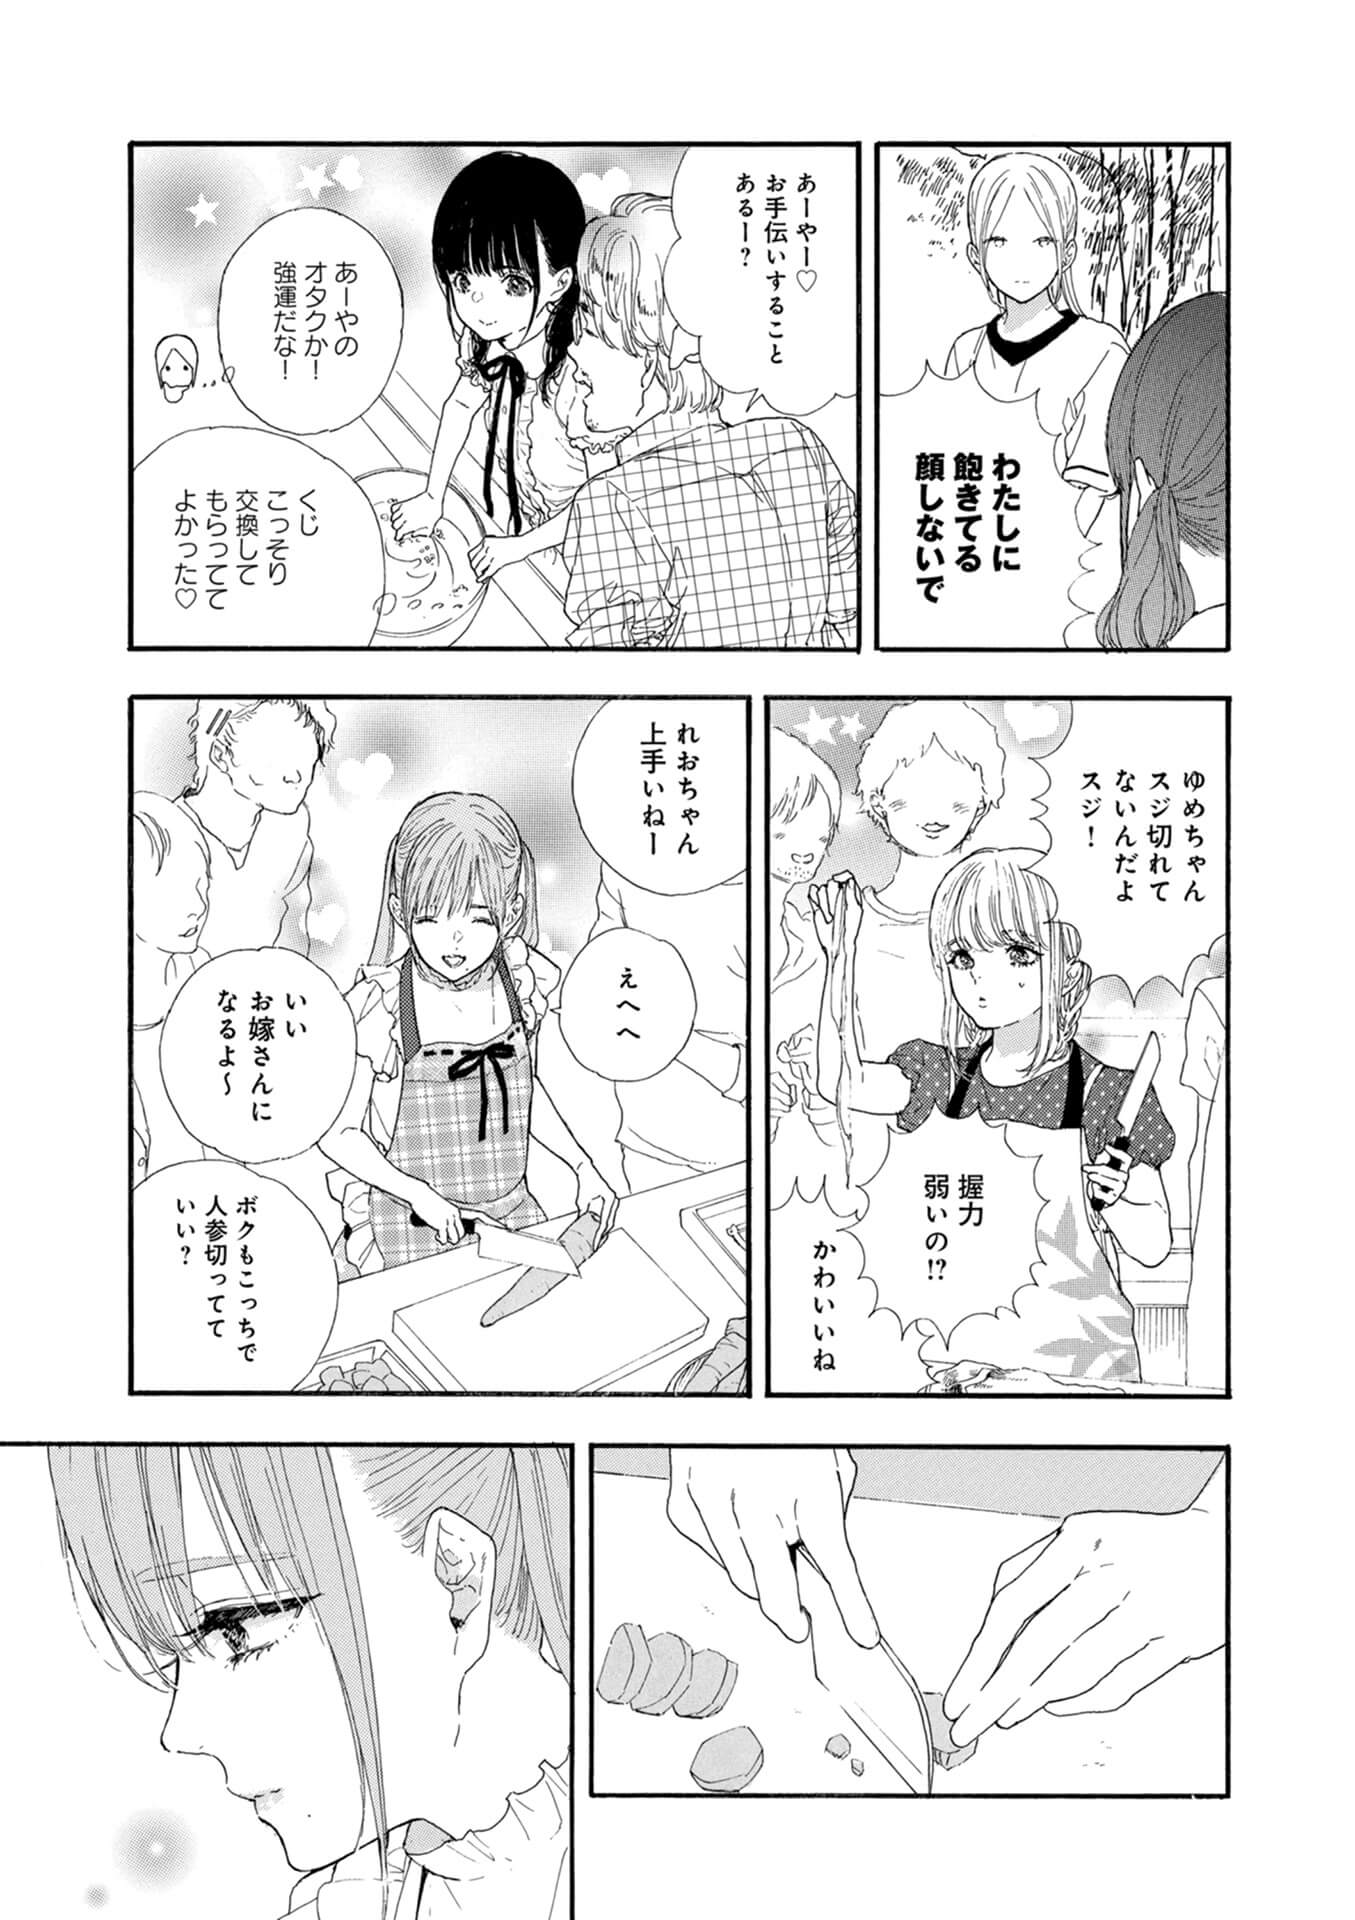 わたしに
飽きてる
顔しないで
あーやー♡
お手伝いすること
あるー?
あーやの
オタクか!
強運だな!
くじ
こっそり
交換して
もらってて
よかった♡
ゆめちゃん
スジ切れて
ないんだよ
スジ!
握力
弱いの!?
かわいいね
れおちゃん
上手いねー
えへへ
いい
お嫁さんに
なるよ〜
ボクもこっちで
人参切ってて
いい?